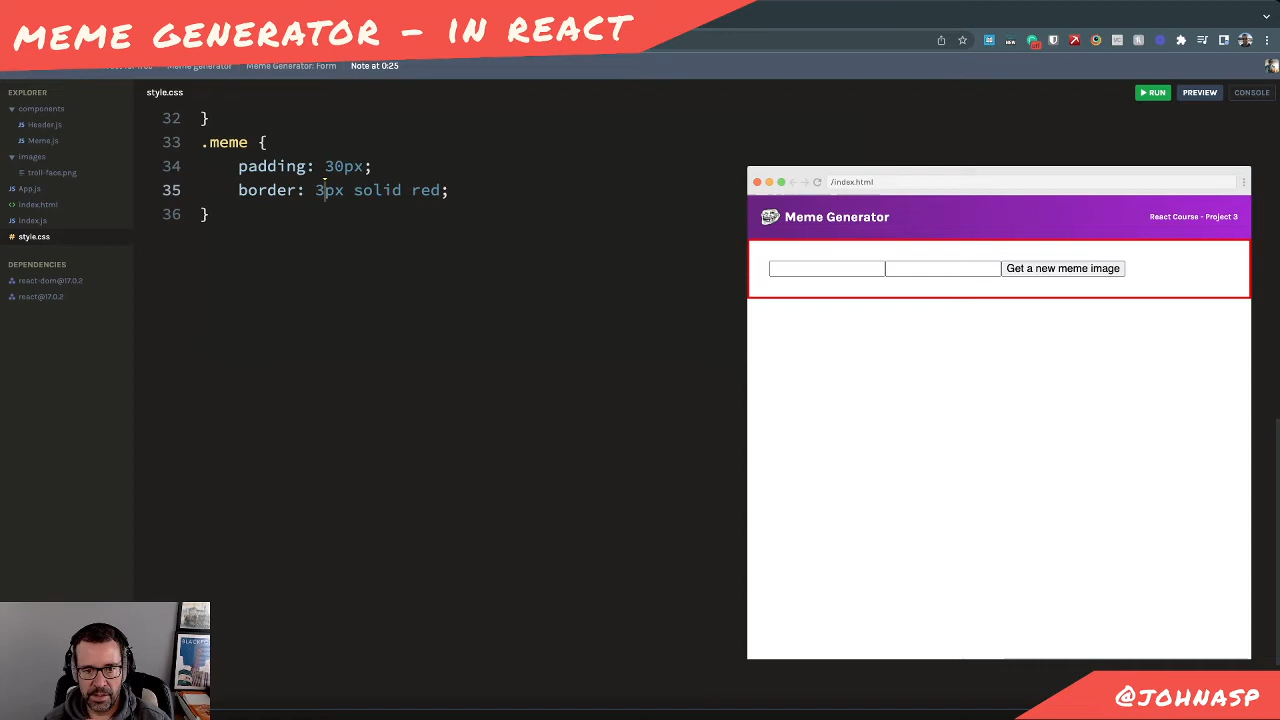 MEME GENERATOR - IN REACT
Meme generator
Meme Generator: Form
Note at 0:25
EXPLORER
components
Header.js
Meme.js
images
troll-face.png
App.js
index.html
index.js
# style.css
DEPENDENCIES
react-dom@17.0.2
react@17.0.2
style.css
RUN
PREVIEW
CONSOLE
32 }
33 .meme {
34 padding: 30px;
35 border: 3px solid red;
36 }
/index.html
Meme Generator
React Course - Project 3
Get a new meme image
@JOHNASP